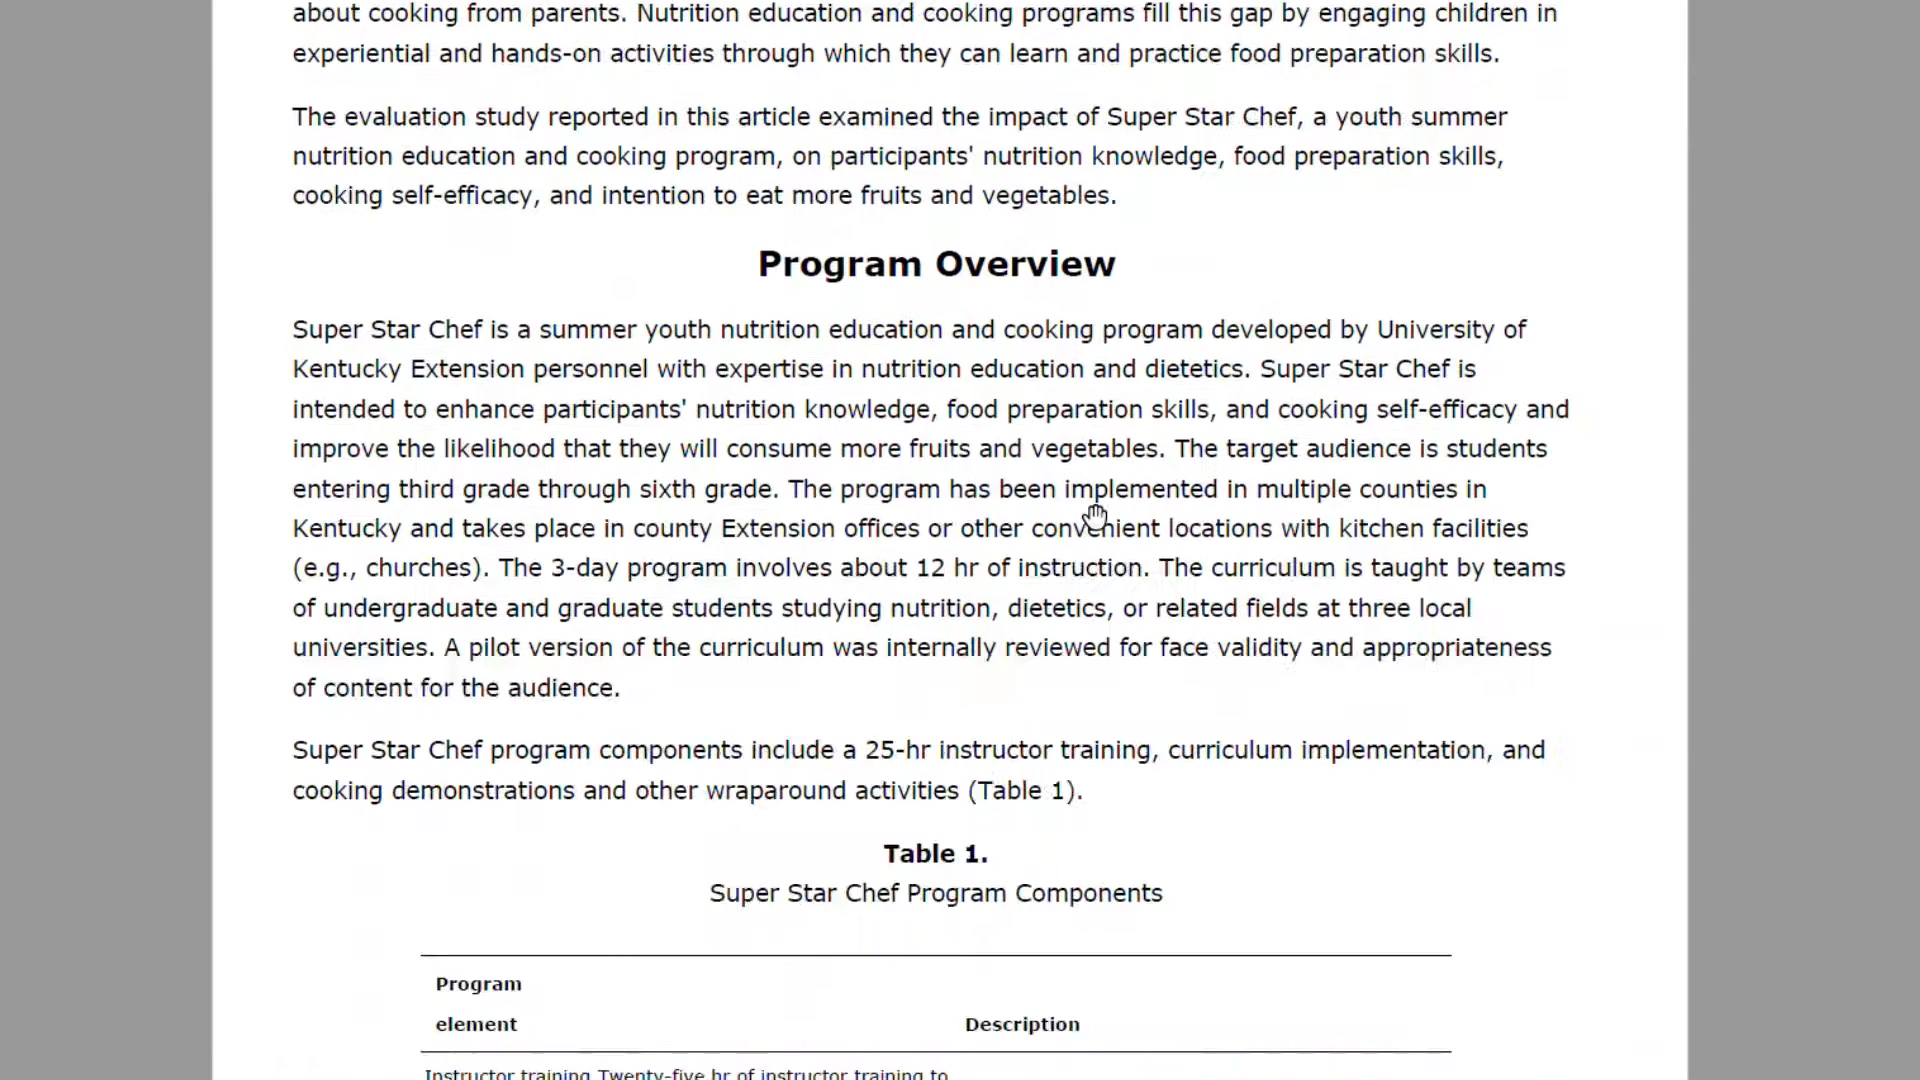 about cooking from parents. Nutrition education and cooking programs fill this gap by engaging children in
experiential and hands-on activities through which they can learn and practice food preparation skills.
The evaluation study reported in this article examined the impact of Super Star Chef, a youth summer
nutrition education and cooking program, on participants' nutrition knowledge, food preparation skills,
cooking self-efficacy, and intention to eat more fruits and vegetables.
Program Overview
Super Star Chef is a summer youth nutrition education and cooking program developed by University of
Kentucky Extension personnel with expertise in nutrition education and dietetics. Super Star Chef is
intended to enhance participants' nutrition knowledge, food preparation skills, and cooking self-efficacy and
improve the likelihood that they will consume more fruits and vegetables. The target audience is students
entering third grade through sixth grade. The program has been implemented in multiple counties in
Kentucky and takes place in county Extension offices or other convenient locations with kitchen facilities
(e.g., churches). The 3-day program involves about 12 hr of instruction. The curriculum is taught by teams
of undergraduate and graduate students studying nutrition, dietetics, or related fields at three local
universities. A pilot version of the curriculum was internally reviewed for face validity and appropriateness
of content for the audience.
Super Star Chef program components include a 25-hr instructor training, curriculum implementation, and
cooking demonstrations and other wraparound activities (Table 1).
Table 1.
Super Star Chef Program Components
Program
element
Description
Instructor training Twenty-five hr of instructor training to